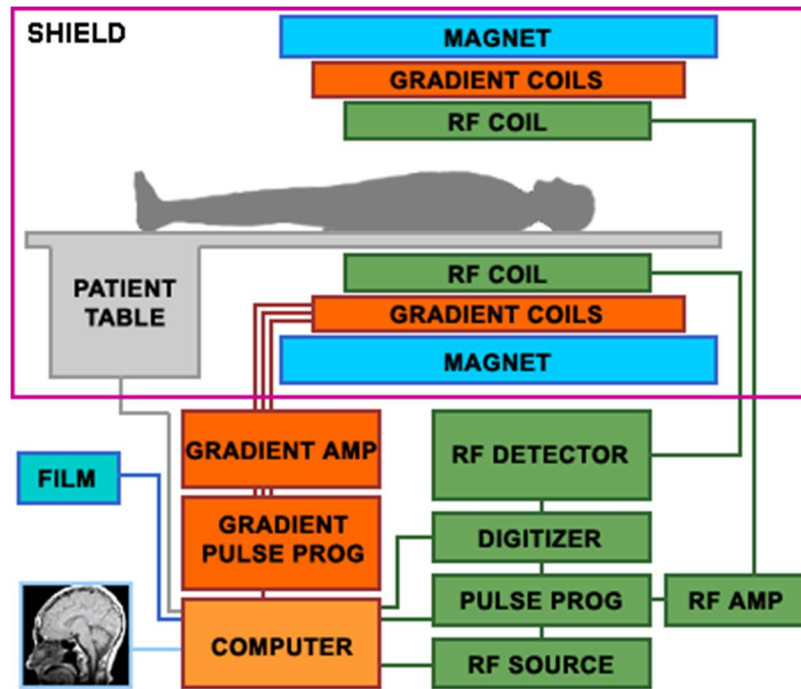 SHIELD
MAGNET
GRADIENT COILS
RF COIL
RF COIL
PATIENT
TABLE
GRADIENT COILS
MAGNET
GRADIENT AMP
RF DETECTOR
FILM
GRADIENT
PULSE PROG
DIGITIZER
PULSE PROG
RF AMP
COMPUTER
RF SOURCE